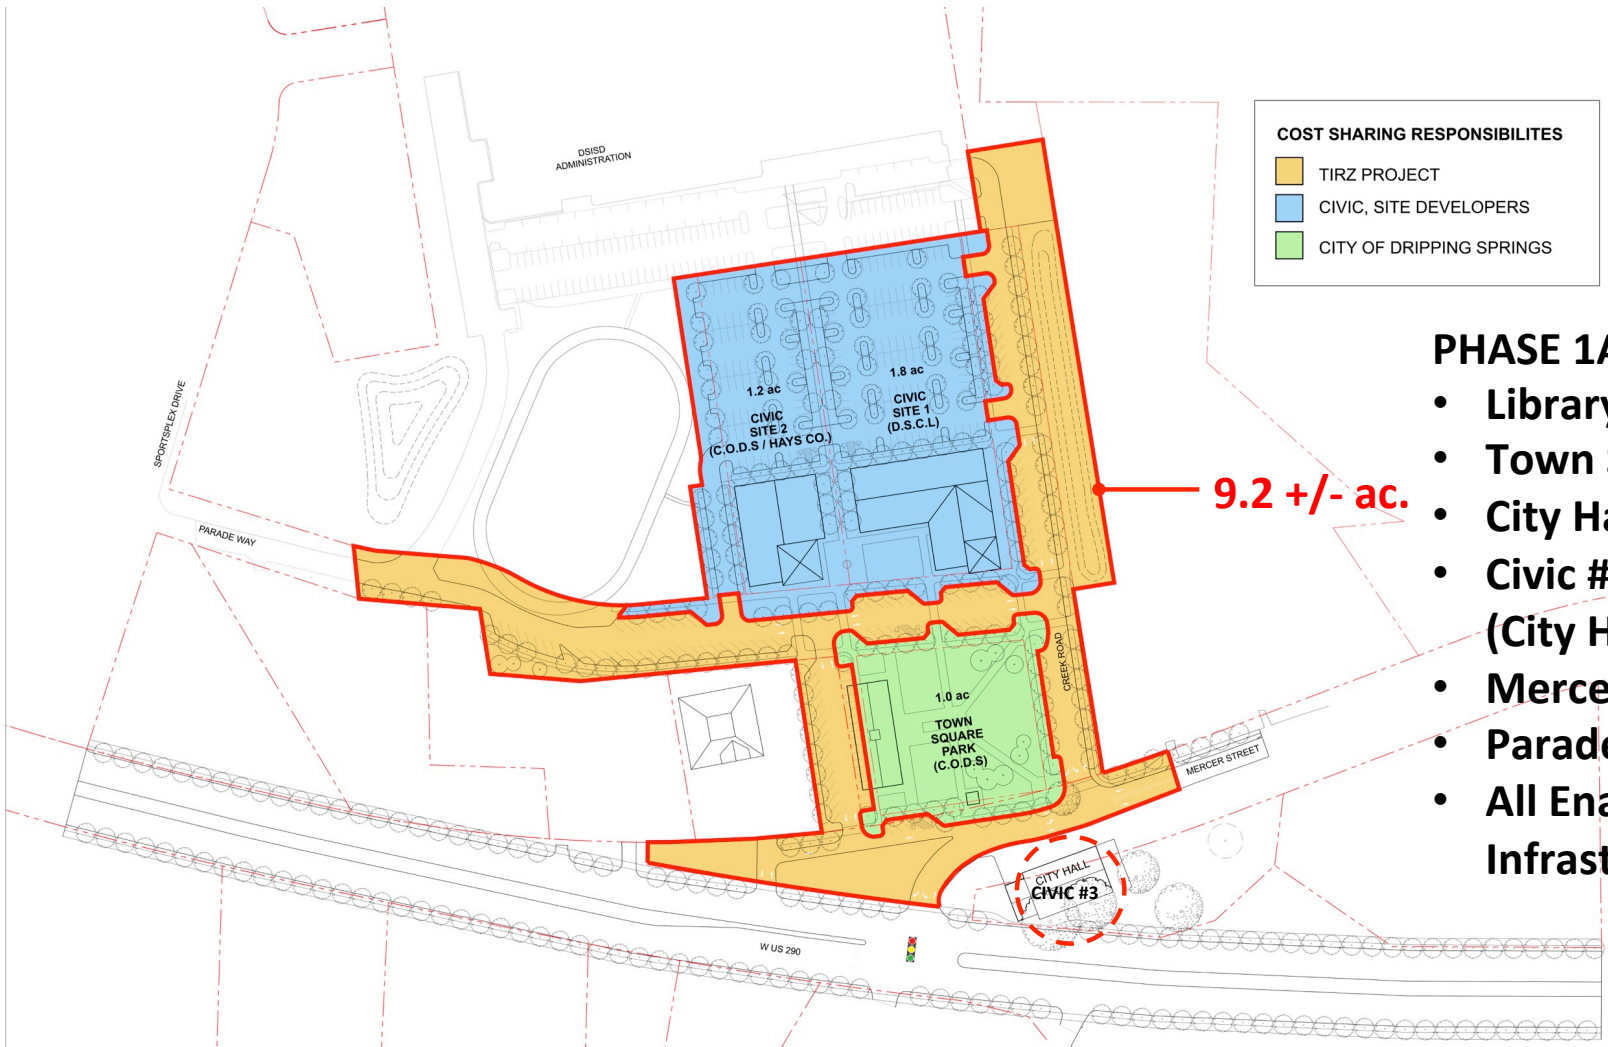 DSISD
ADMINISTRATION
COST SHARING RESPONSIBILITES
TIRZ PROJECT
CIVIC, SITE DEVELOPERS
CITY OF DRIPPING SPRINGS
SPORTSPLEX DRIVE
PARADE WAY
1.2 ac
CIVIC
SITE 2
(C.O.D.S / HAYS CO.)
1.8 ac
CIVIC
SITE 1
(D.S.C.L)
9.2 +/- ac.
PHASE 1A
• Library
• Town
• City Ha
• Civic #
(City H
• Merce
• Parade
• All Ena
Infrast
CREEK ROAD
1.0 ac
TOWN
SQUARE
PARK
(C.O.D.S)
MERCER STREET
CITY HALL
CIVIC #3
W US 290